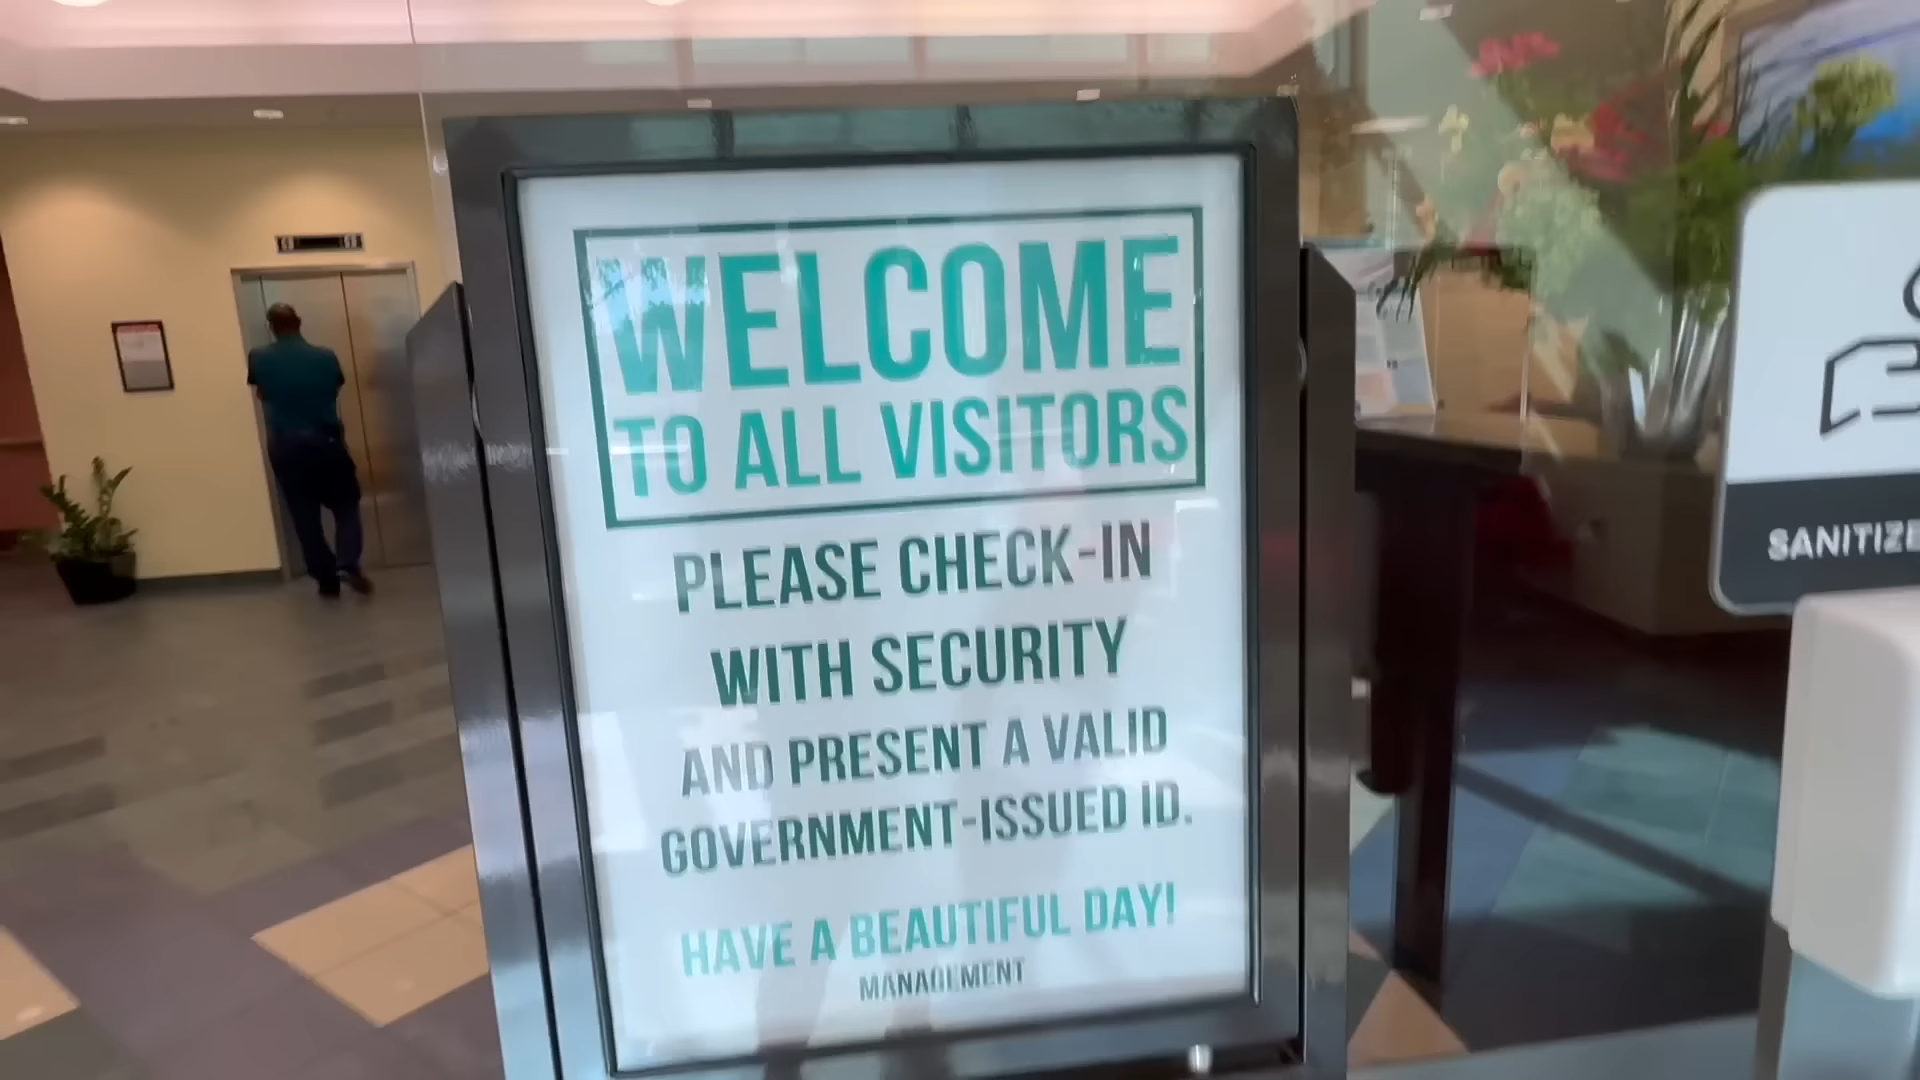 WELCOME
TO ALL VISITORS
PLEASE CHECK-IN
WITH SECURITY
AND PRESENT A VALID
GOVERNMENT-ISSUED ID.
HAVE A BEAUTIFUL DAY!
MANAGEMENT
SANITIZE